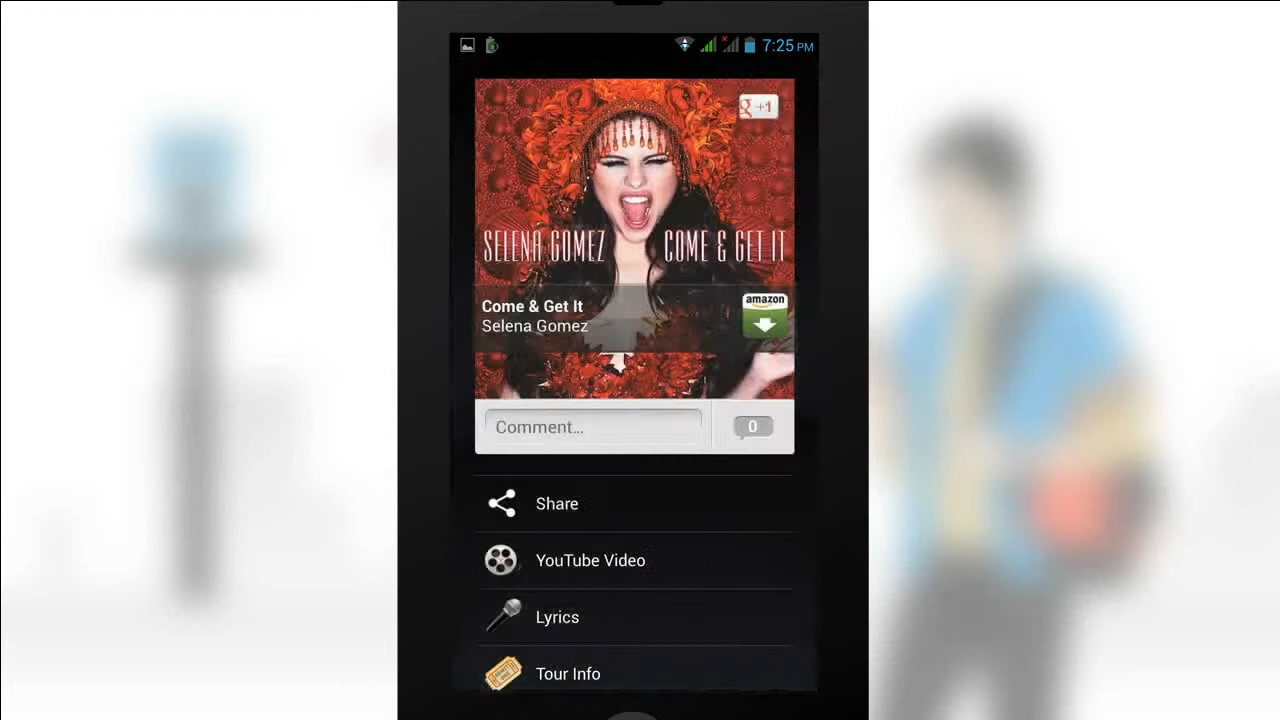 7:25 PM
g +1
SELENA GOMEZ COME & GET IT
Come & Get It
Selena Gomez
amazon
Comment...
0
Share
YouTube Video
Lyrics
Tour Info